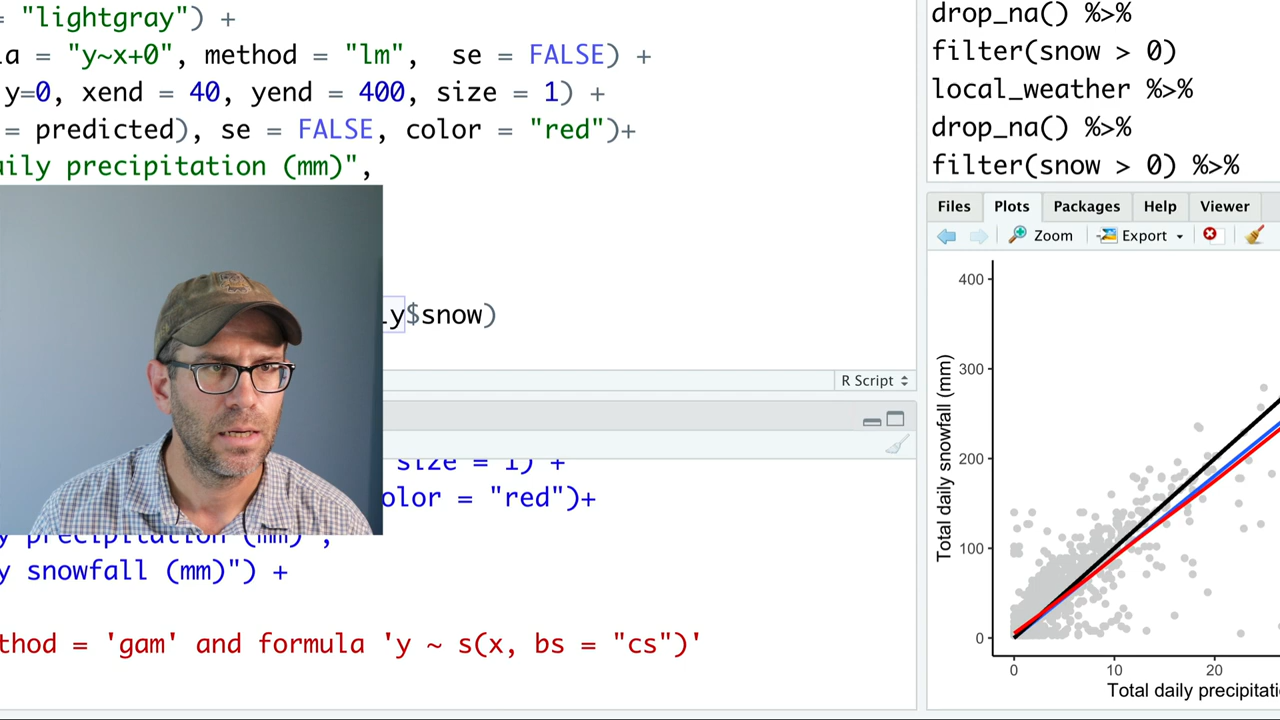 = "lightgray") +
a = "y~x+0", method = "lm", se = FALSE) +
y=0, xend = 40, yend = 400, size = 1) +
= predicted), se = FALSE, color = "red")+
aily precipitation (mm)",
y$snow)
R Script
size = 1) +
olor = "red")+
y precipitation (mm)",
y snowfall (mm)") +
thod = 'gam' and formula 'y ~ s(x, bs = "cs")'
drop_na() %>%
filter(snow > 0)
local_weather %>%
drop_na() %>%
filter(snow > 0) %>%
Files Plots Packages Help Viewer
Zoom Export
400
300
200
100
0
Total daily snowfall (mm)
0 10 20
Total daily precipitati